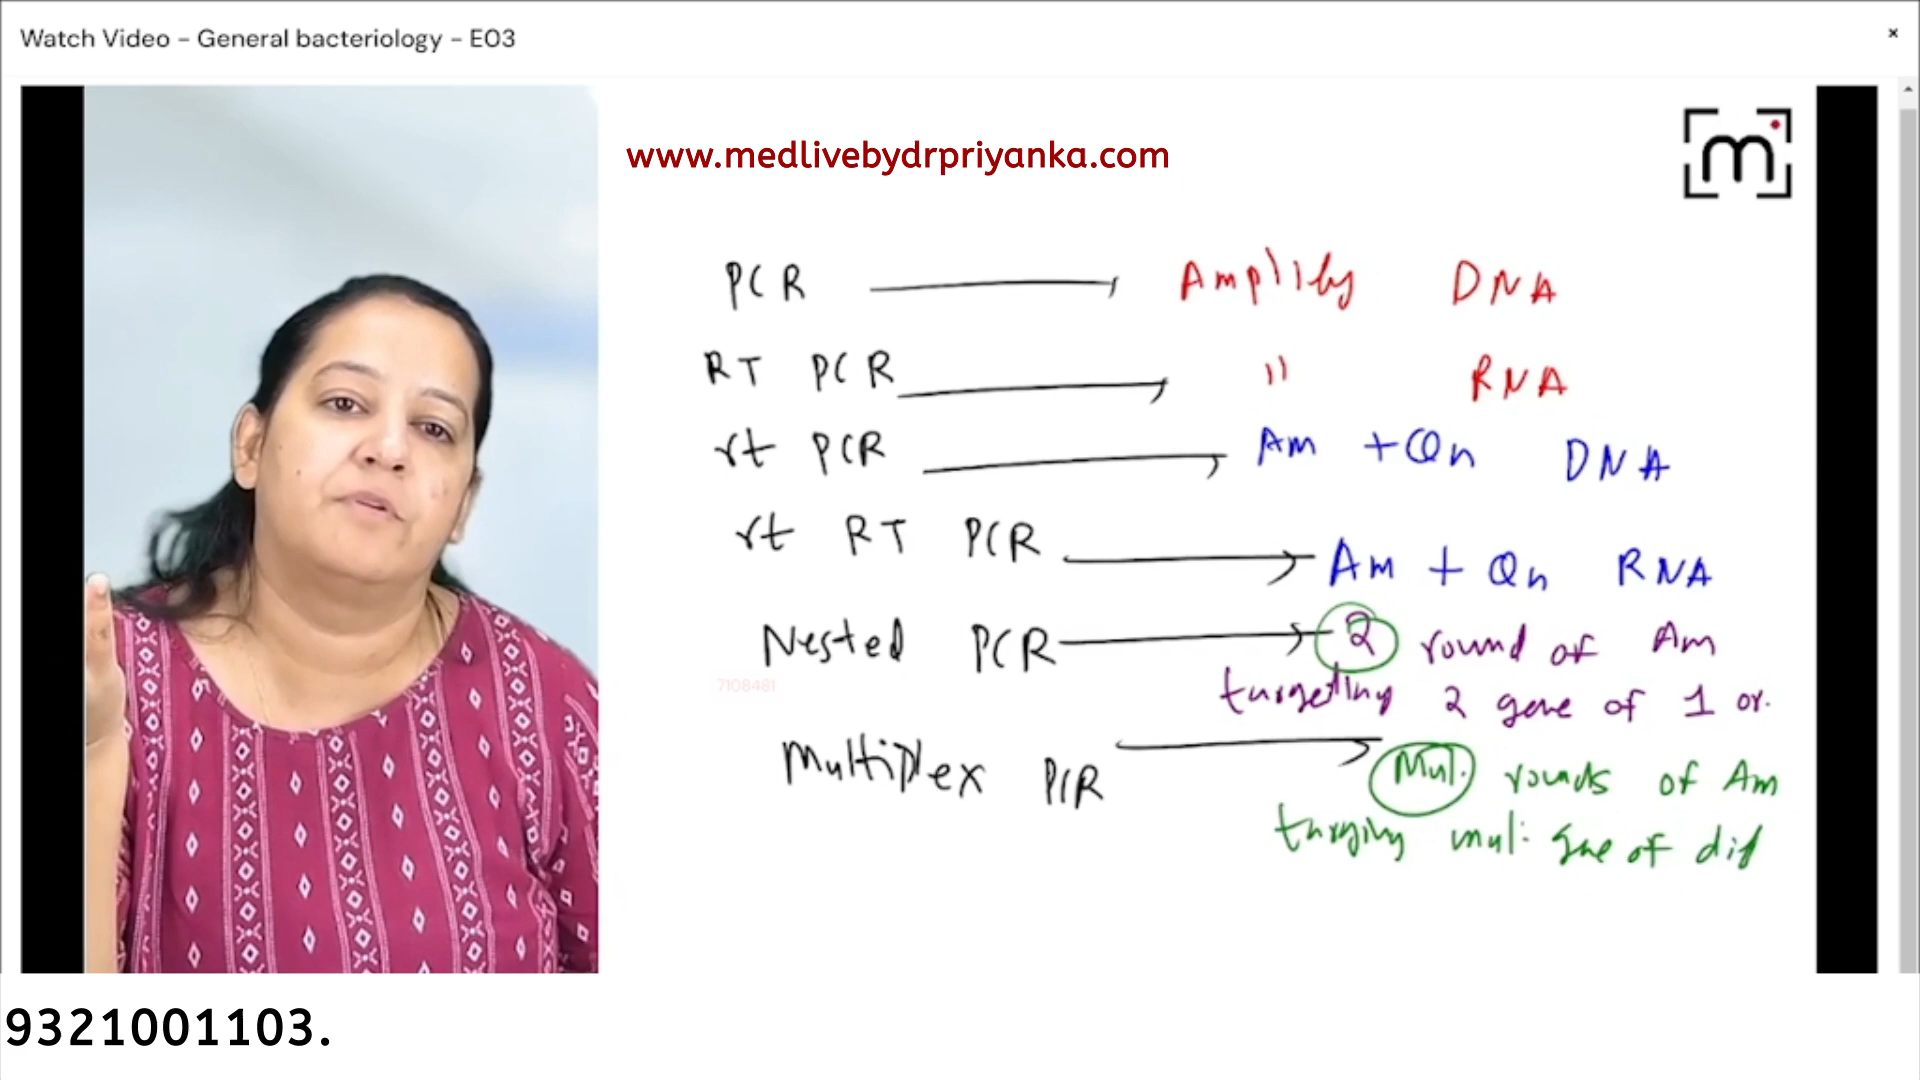 Watch Video – General bacteriology – E03
×
www.medlivebydrpriyanka.com
m
PCR → Amplify DNA
RT PCR → 〃 RNA
rt PCR → Am + Qn DNA
rt RT PCR → Am + Qn RNA
Nested PCR → 2 round of Am
7108481
targeting 2 gene of 1 or.
Multiplex PCR → Mul. rounds of Am
mul: gene of dif
9321001103.